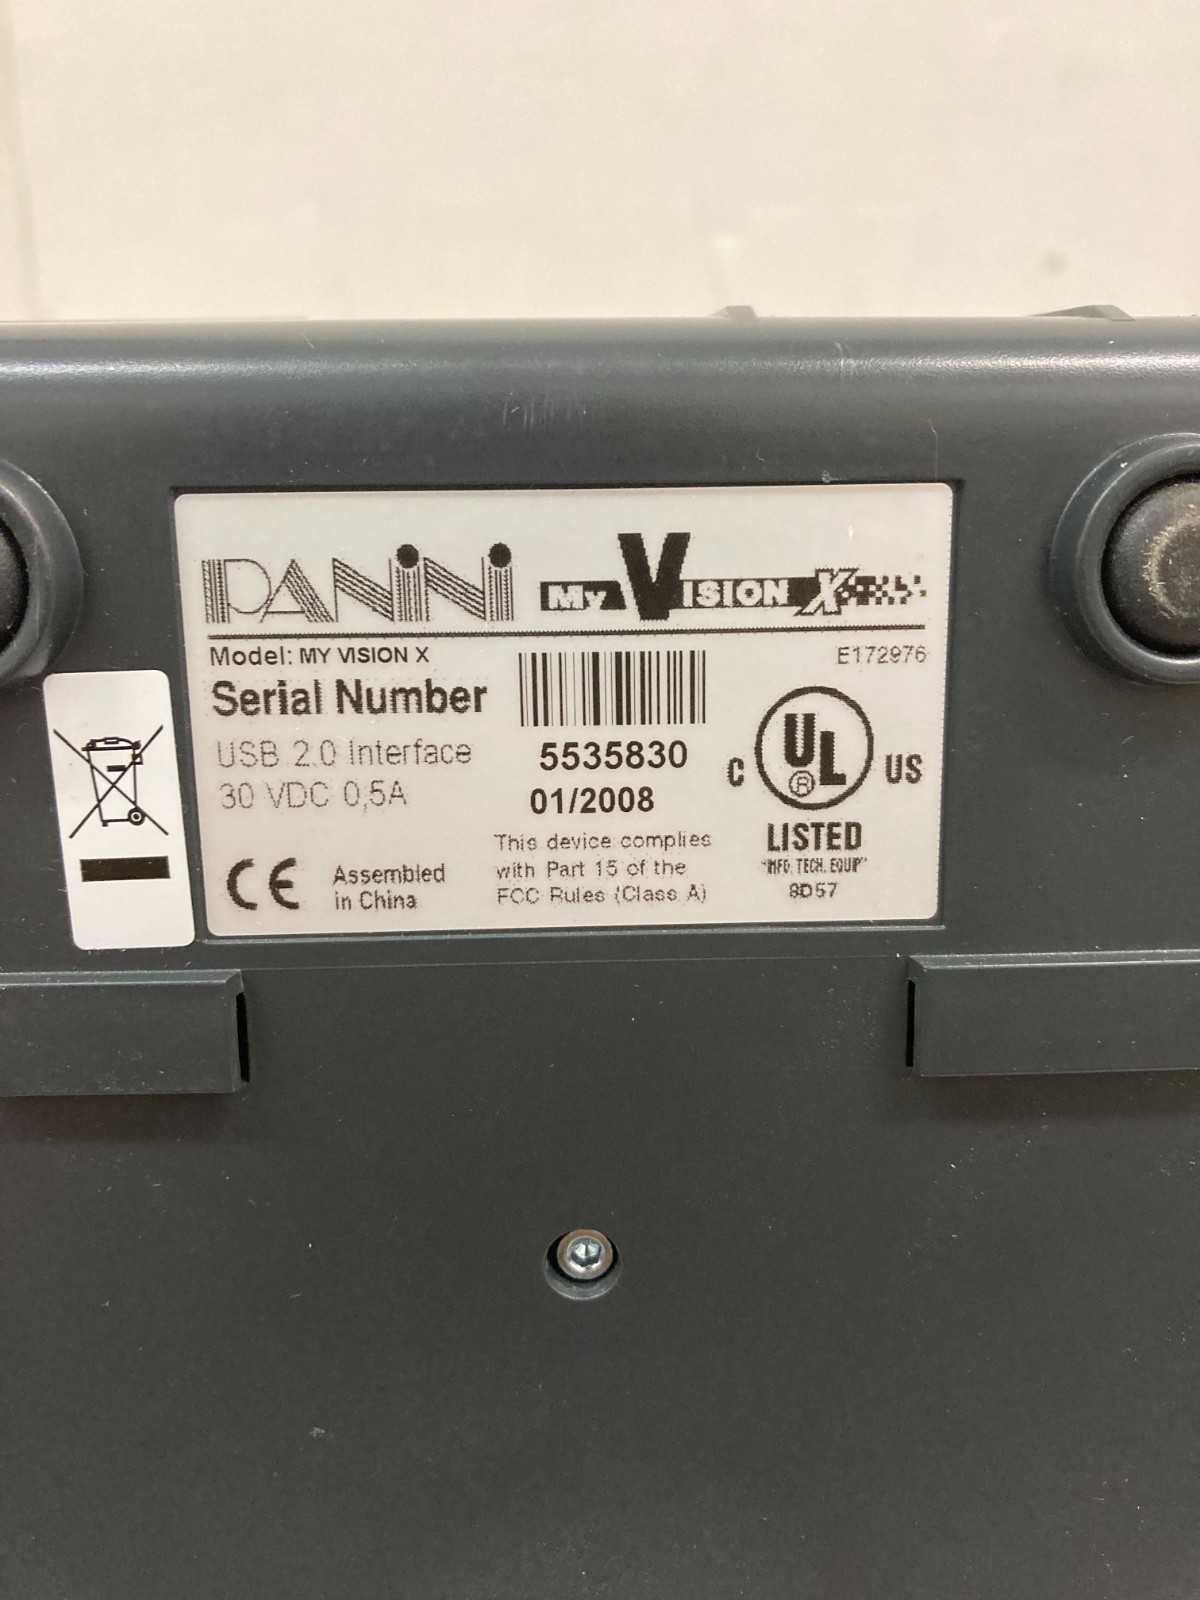 PANiNi My VISION X
Model: MY VISION X
E172976
Serial Number
USB 2.0 Interface
5535830
30 VDC 0,5A
01/2008
C UL US
®
LISTED
"INFO. TECH. EQUIP"
8D57
This device complies
with Part 15 of the
FCC Rules (Class A)
CE
Assembled
in China